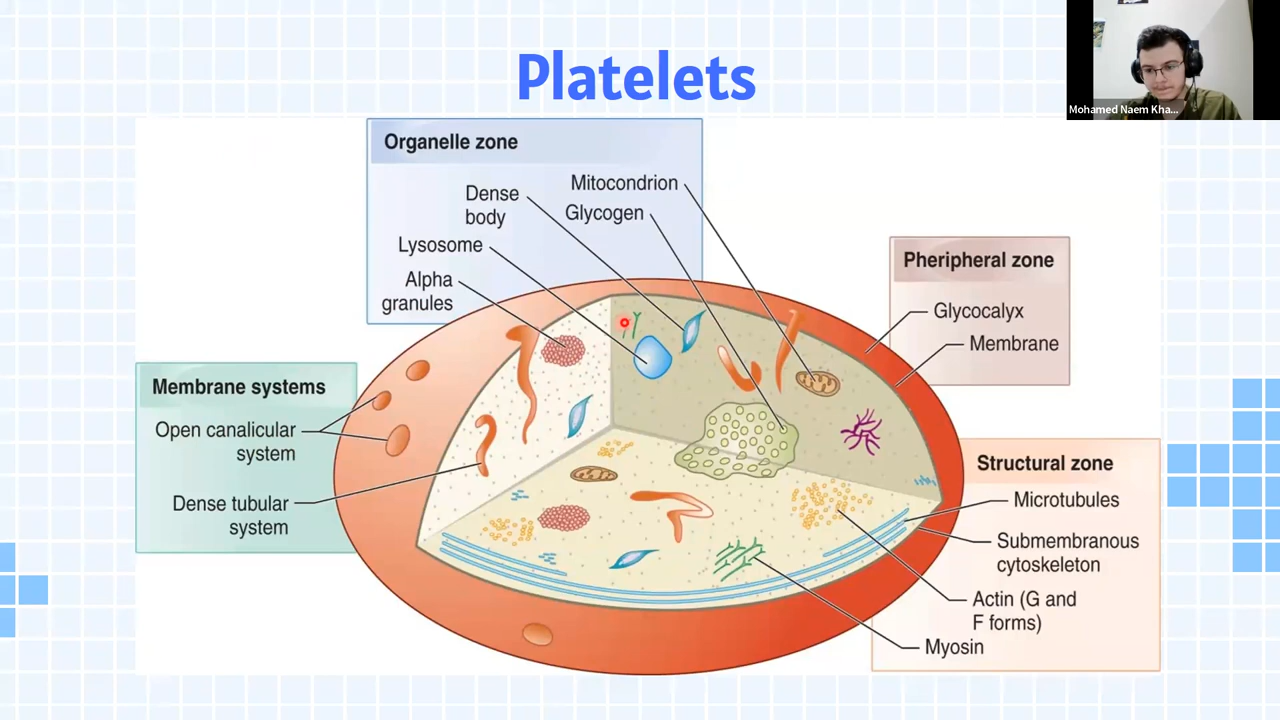 Platelets
Mohamed Naem Kha...
Organelle zone
Mitocondrion
Dense
body
Glycogen
Lysosome
Alpha
granules
Pheripheral zone
Glycocalyx
Membrane
Membrane systems
Open canalicular
system
Dense tubular
system
Structural zone
Microtubules
Submembranous
cytoskeleton
Actin (G and
F forms)
Myosin